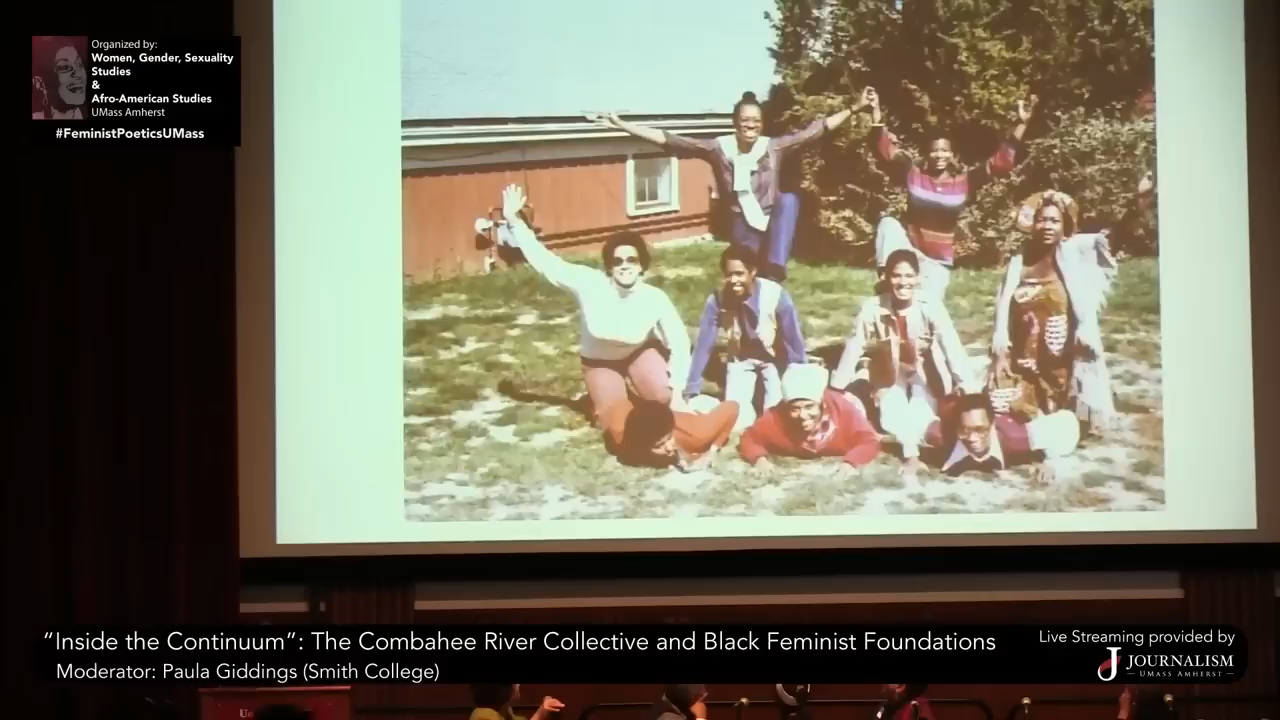 Organized by:
Women, Gender, Sexuality
Studies
&
Afro-American Studies
UMass Amherst
#FeministPoeticsUMass
“Inside the Continuum”: The Combahee River Collective and Black Feminist Foundations
Moderator: Paula Giddings (Smith College)
Live Streaming provided by
JOURNALISM
UMASS AMHERST